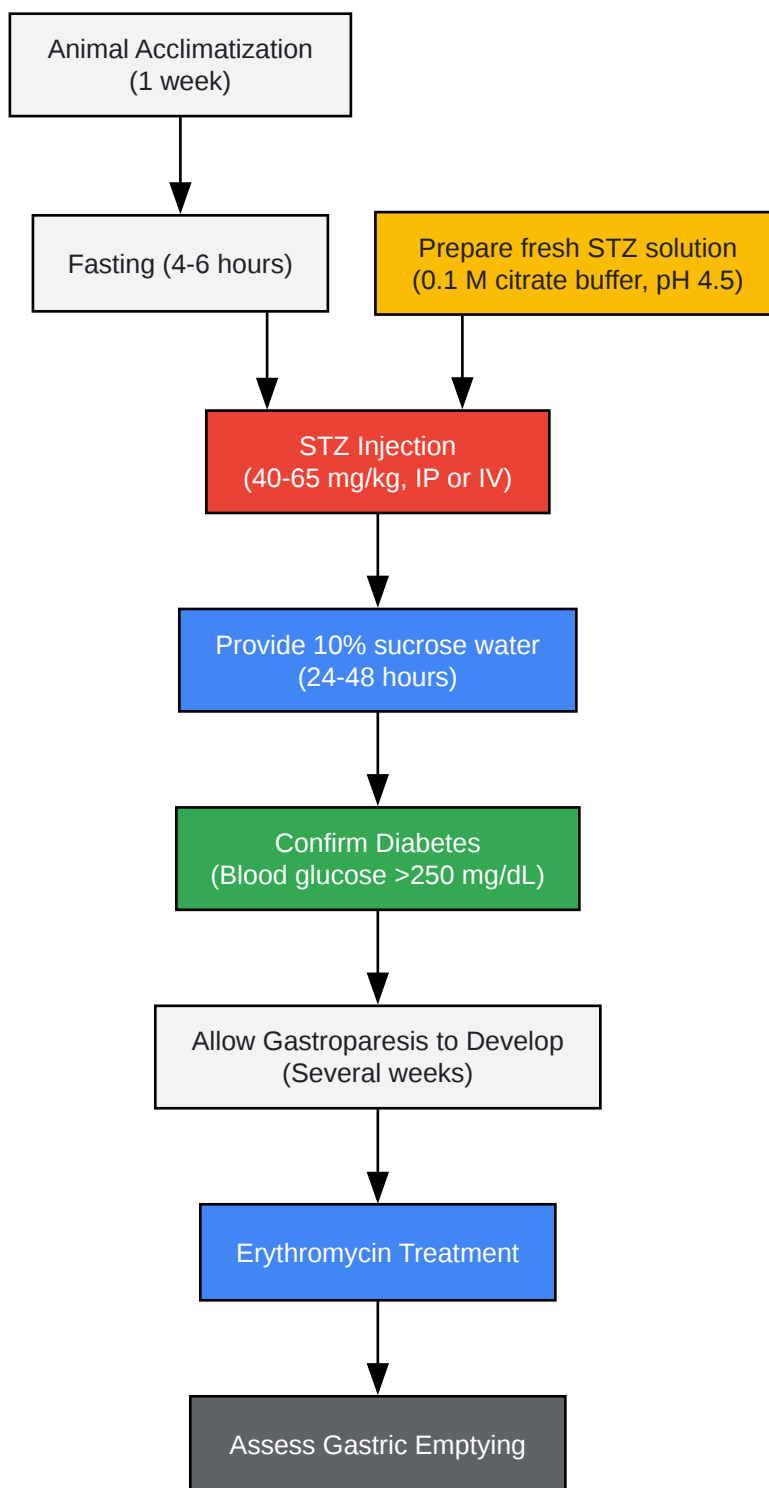 Animal Acclimatization
(1 week)
Fasting (4-6 hours)
Prepare fresh STZ solution
(0.1 M citrate buffer, pH 4.5)
STZ Injection
(40-65 mg/kg, IP or IV)
Provide 10% sucrose water
(24-48 hours)
Confirm Diabetes
(Blood glucose >250 mg/dL)
Allow Gastroparesis to Develop
(Several weeks)
Erythromycin Treatment
Assess Gastric Emptying